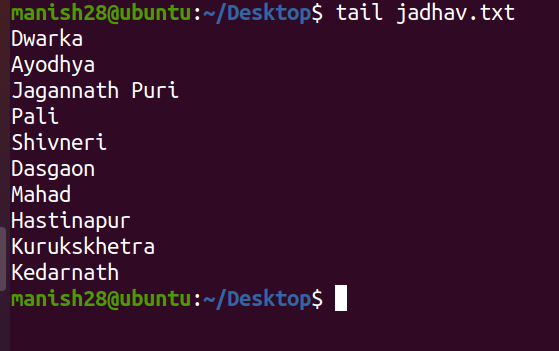 manish28@ubuntu:~/Desktop$ tail jadhav.txt
Dwarka
Ayodhya
Jagannath Puri
Pali
Shivneri
Dasgaon
Mahad
Hastinapur
Kurukskhetra
Kedarnath
manish28@ubuntu:~/Desktop$